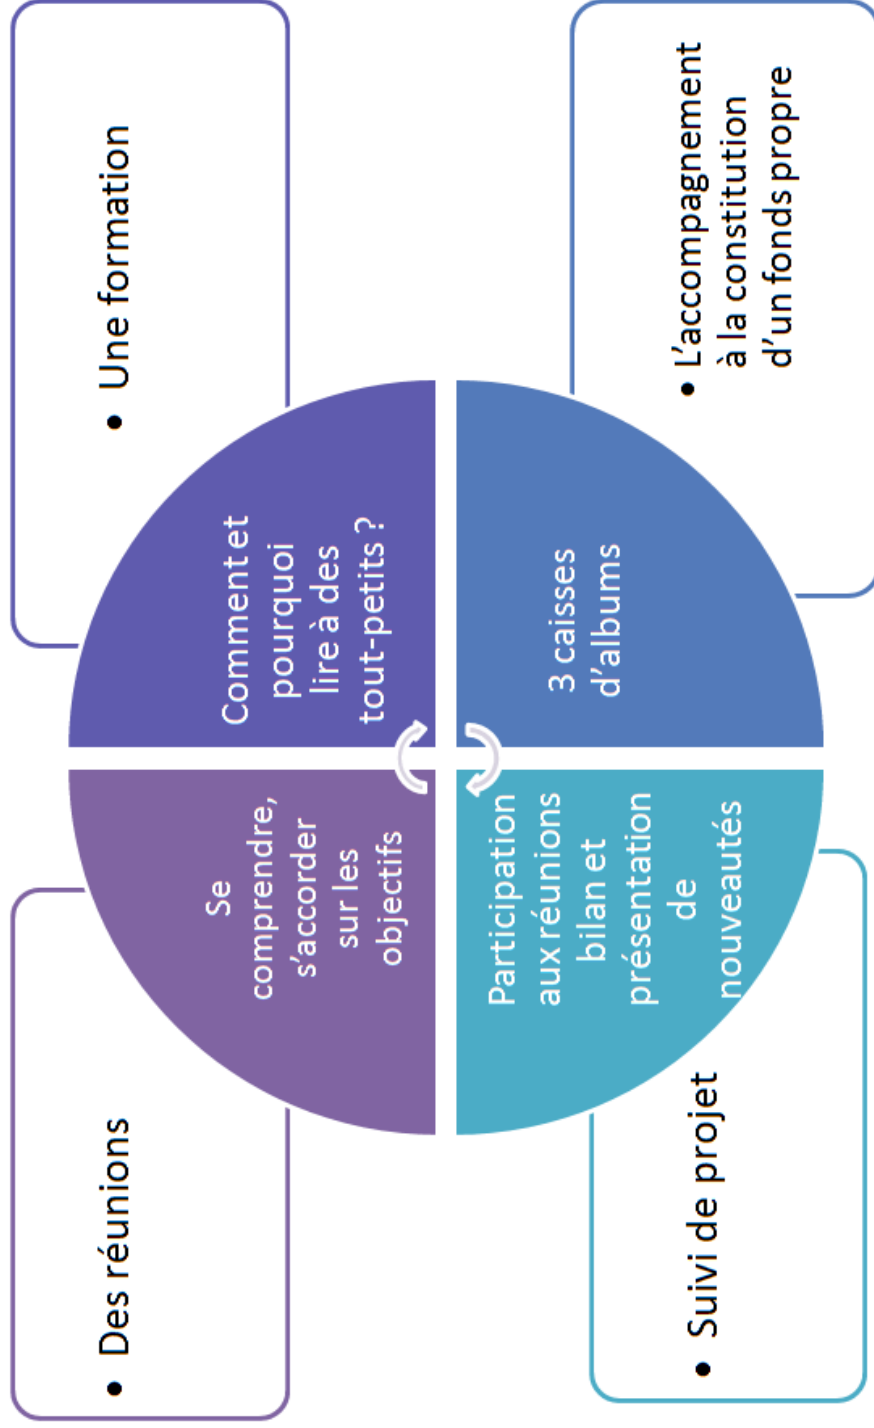 • Des réunions
Se
comprendre,
s’accorder
sur les
objectifs
Comment et
pourquoi
lire à des
tout-petits ?
• Une formation
• Suivi de projet
Participation
aux réunions
bilan et
présentation
de
nouveautés
3 caisses
d’albums
• L’accompagnement
à la constitution
d’un fonds propre